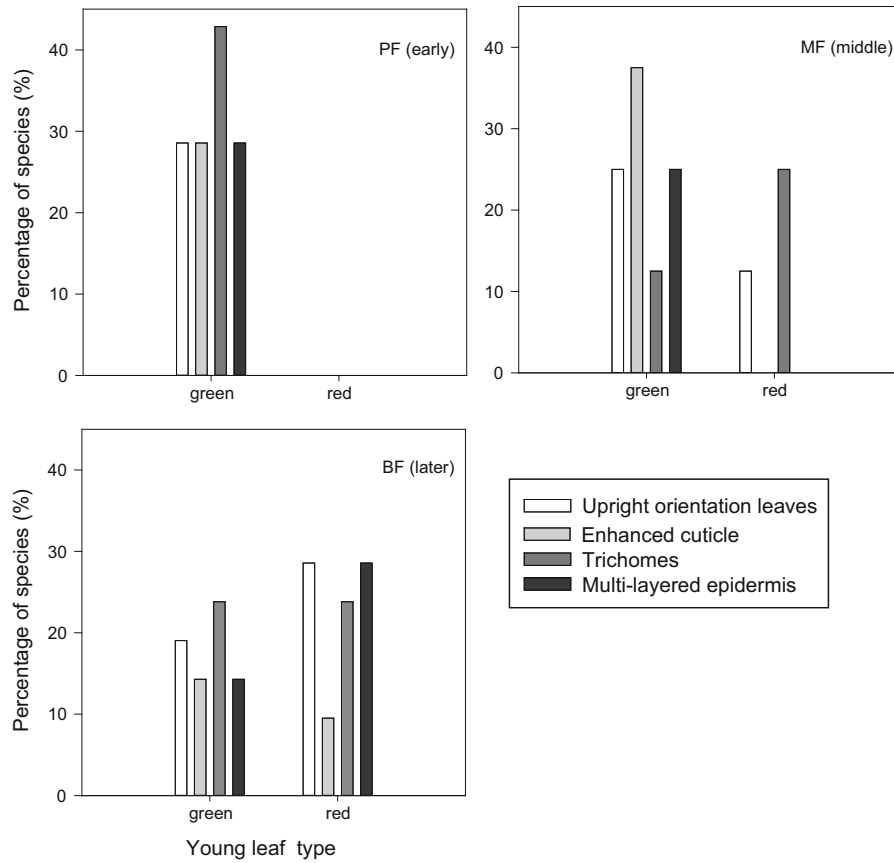 PF (early)
Percentage of species (%)
40
30
20
10
0
green
red
MF (middle)
40
30
20
10
0
green
red
BF (later)
Percentage of species (%)
40
30
20
10
0
green
red
Young leaf type
Upright orientation leaves
Enhanced cuticle
Trichomes
Multi-layered epidermis